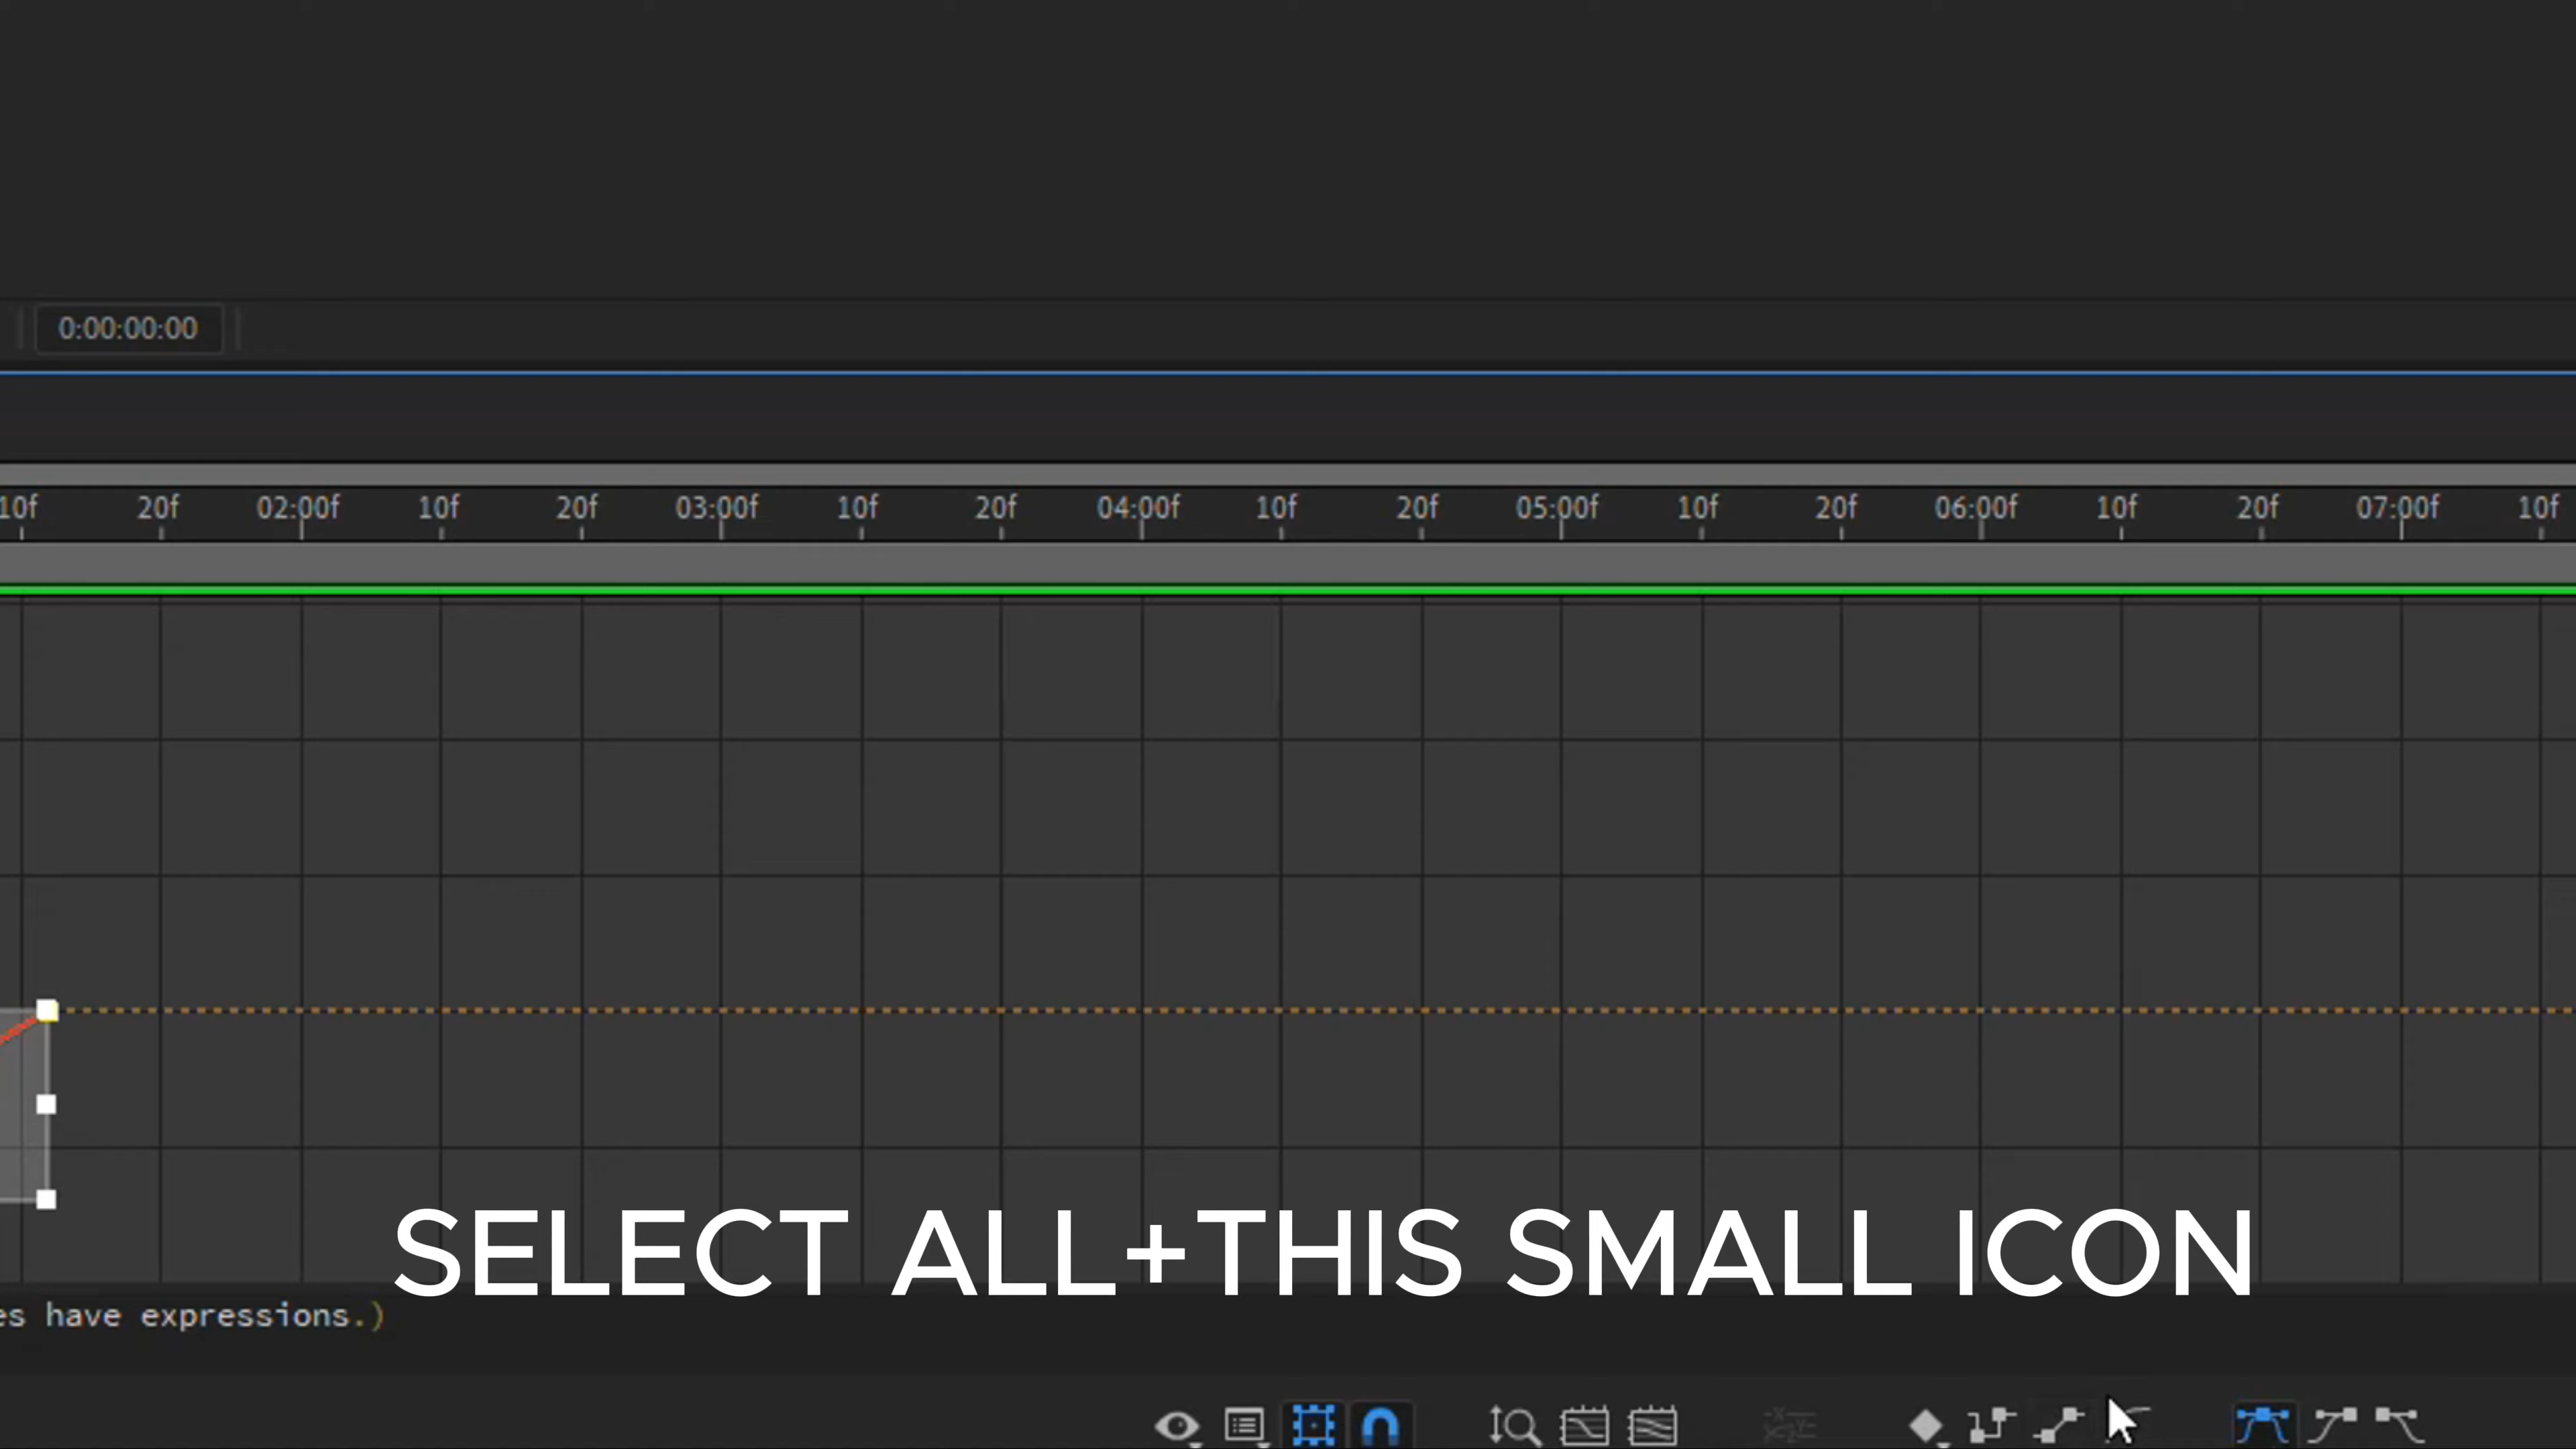 0:00:00:00
10f 20f 02:00f 10f 20f 03:00f 10f 20f 04:00f 10f 20f 05:00f 10f 20f 06:00f 10f 20f 07:00f 10f
SELECT ALL+THIS SMALL ICON
es have expressions.)